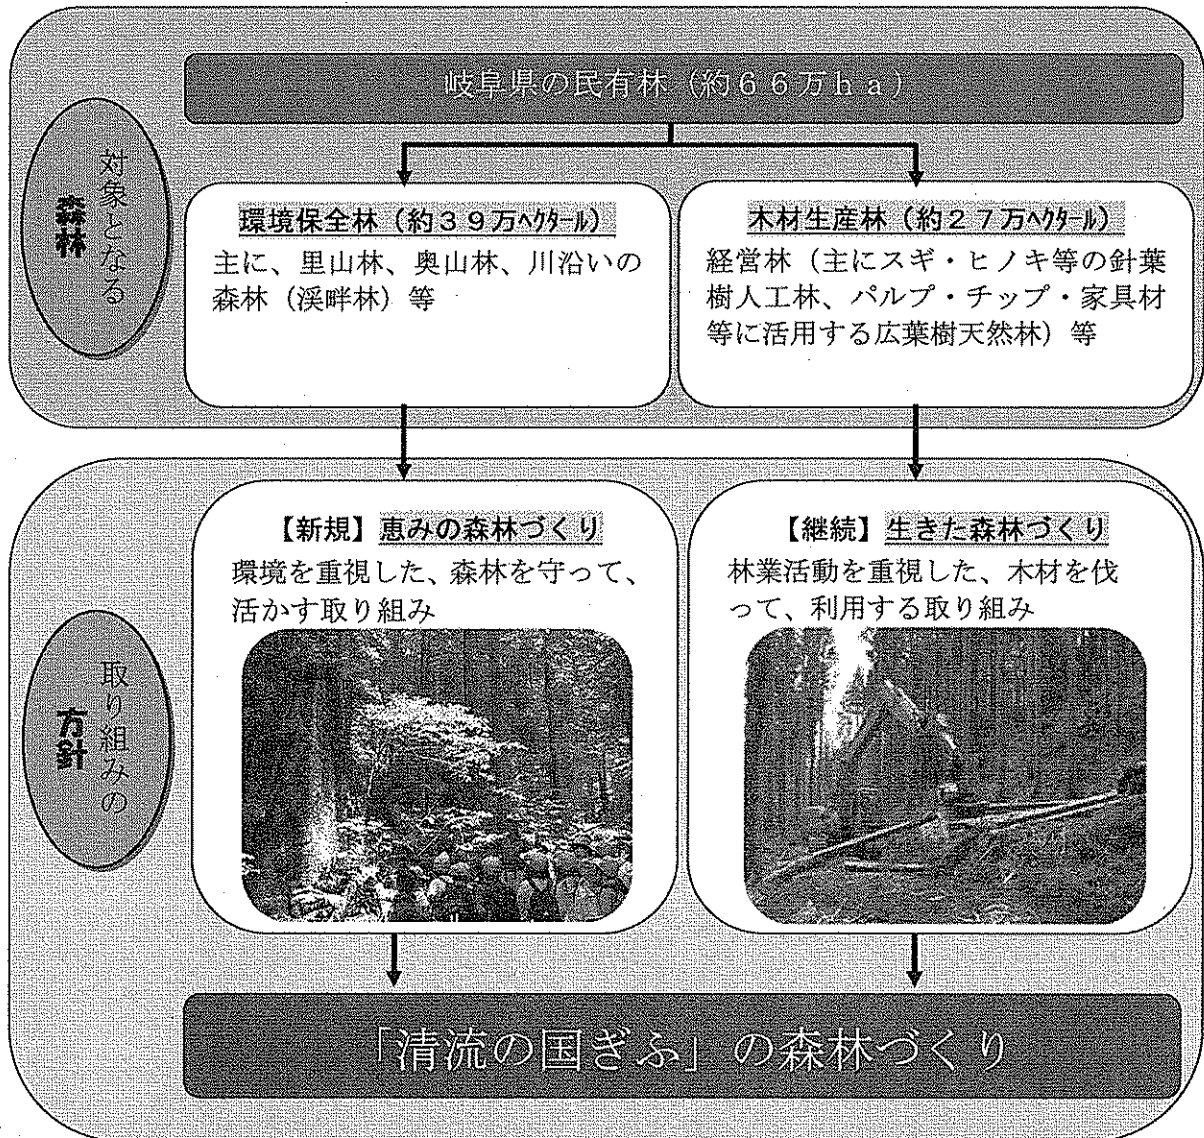 岐阜県の民有林（約６６万ｈａ）
対象となる
森林
環境保全林（約３９万ﾍｸﾀｰﾙ）
主に、里山林、奥山林、川沿いの
森林（渓畔林）等
木材生産林（約２７万ﾍｸﾀｰﾙ）
経営林（主にスギ・ヒノキ等の針葉
樹人工林、パルプ・チップ・家具材
等に活用する広葉樹天然林）等
取り組みの
方針
【新規】恵みの森林づくり
環境を重視した、森林を守って、
活かす取り組み
【継続】生きた森林づくり
林業活動を重視した、木材を伐
って、利用する取り組み
「清流の国ぎふ」の森林づくり